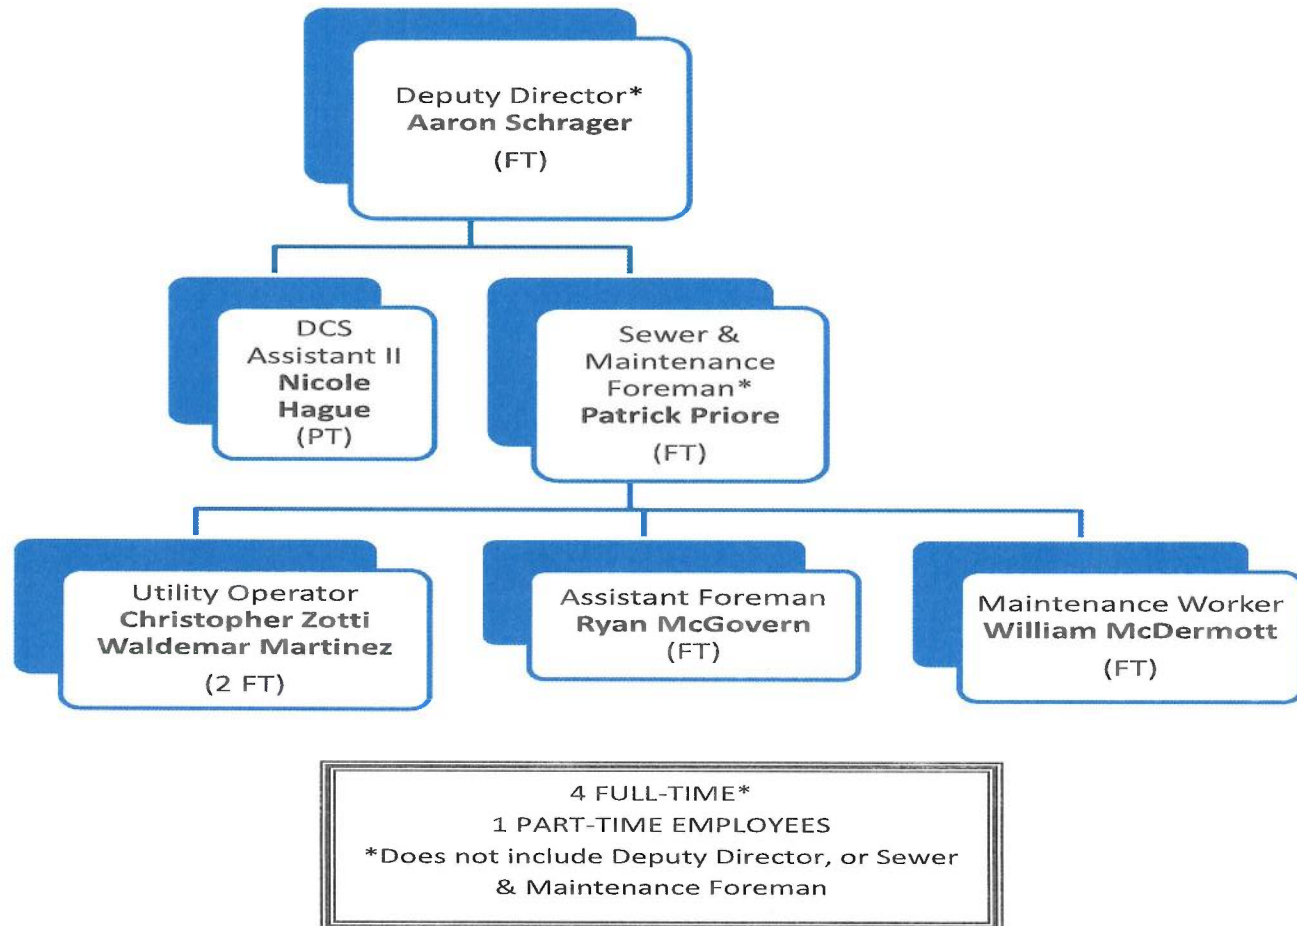 Deputy Director*
Aaron Schrager
(FT)
DCS
Assistant II
Nicole
Hague
(PT)
Sewer &
Maintenance
Foreman*
Patrick Priore
(FT)
Utility Operator
Christopher Zotti
Waldemar Martinez
(2 FT)
Assistant Foreman
Ryan McGovern
(FT)
Maintenance Worker
William McDermott
(FT)
4 FULL-TIME*
1 PART-TIME EMPLOYEES
*Does not include Deputy Director, or Sewer
& Maintenance Foreman